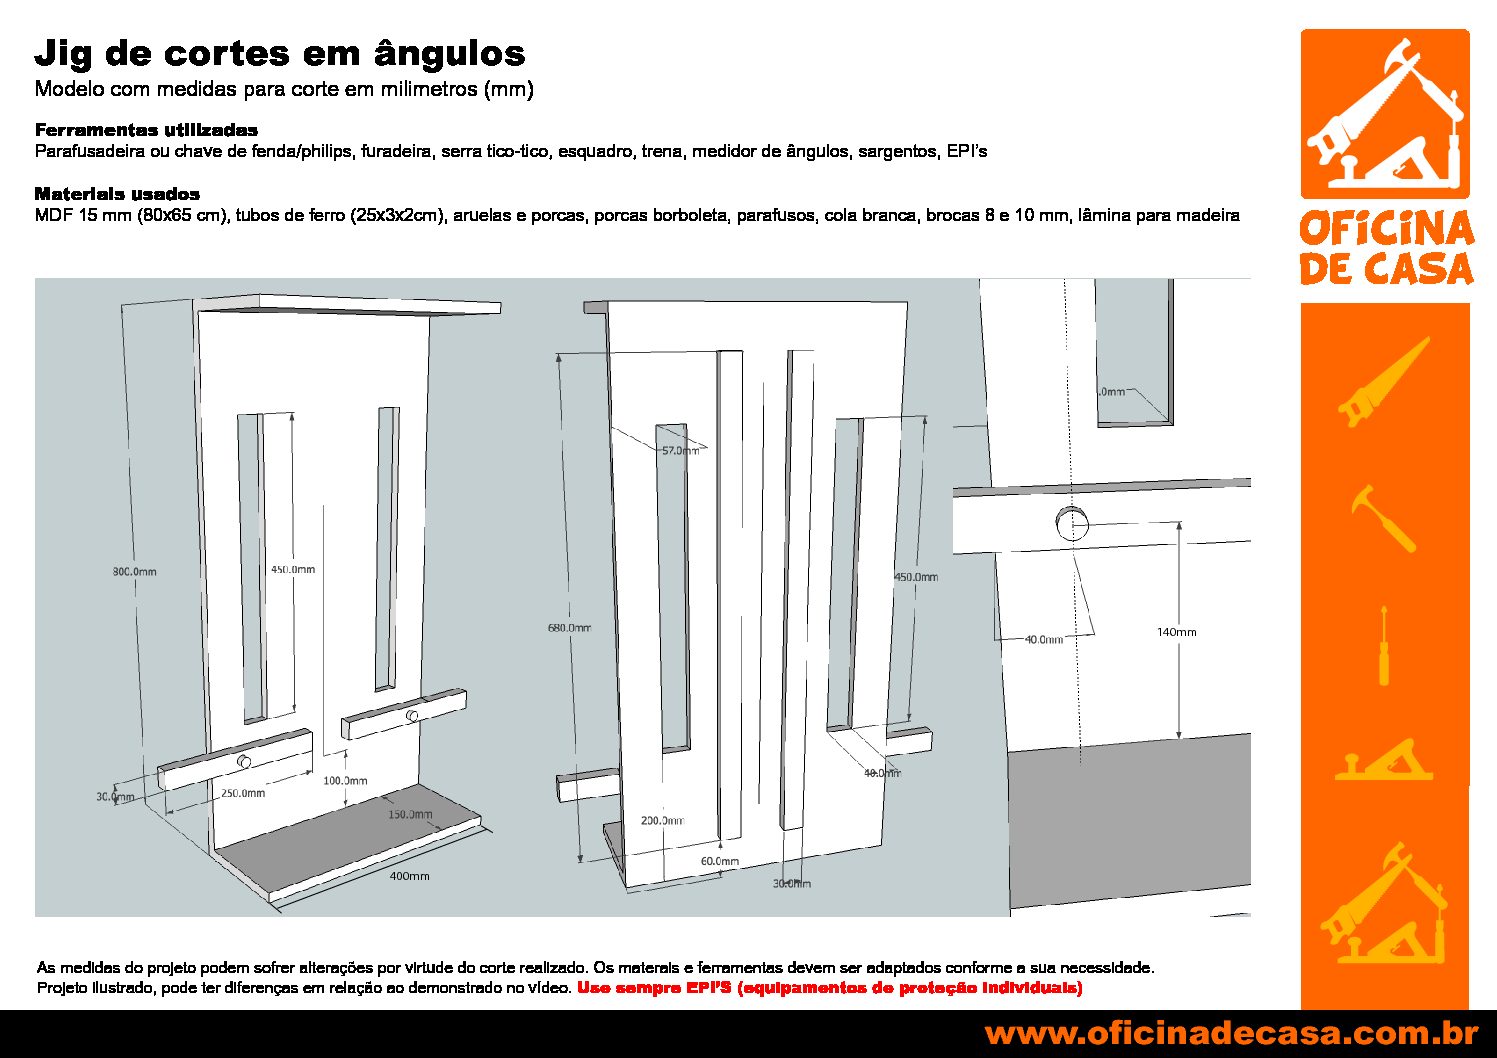 Jig de cortes em ângulos
Modelo com medidas para corte em milimetros (mm)
Ferramentas utilizadas
Parafusadeira ou chave de fenda/philips, furadeira, serra tico-tico, esquadro, trena, medidor de ângulos, sargentos, EPI's
Materiais usados
MDF 15 mm (80x65 cm), tubos de ferro (25x3x2cm), aruelas e porcas, porcas borboleta, parafusos, cola branca, brocas 8 e 10 mm, lâmina para madeira
OFiCiNA
DE CASA
800.0mm
450.0mm
30.0mm
250.0mm
100.0mm
150.0mm
400mm
57.0mm
680.0mm
450.0mm
40.0mm
200.0mm
60.0mm
30.0mm
.0mm
40.0mm
140mm
As medidas do projeto podem sofrer alterações por virtude do corte realizado. Os materais e ferramentas devem ser adaptados conforme a sua necessidade.
Projeto ilustrado, pode ter diferenças em relação ao demonstrado no vídeo. Use sempre EPI'S (equipamentos de proteção individuais)
www.oficinadecasa.com.br